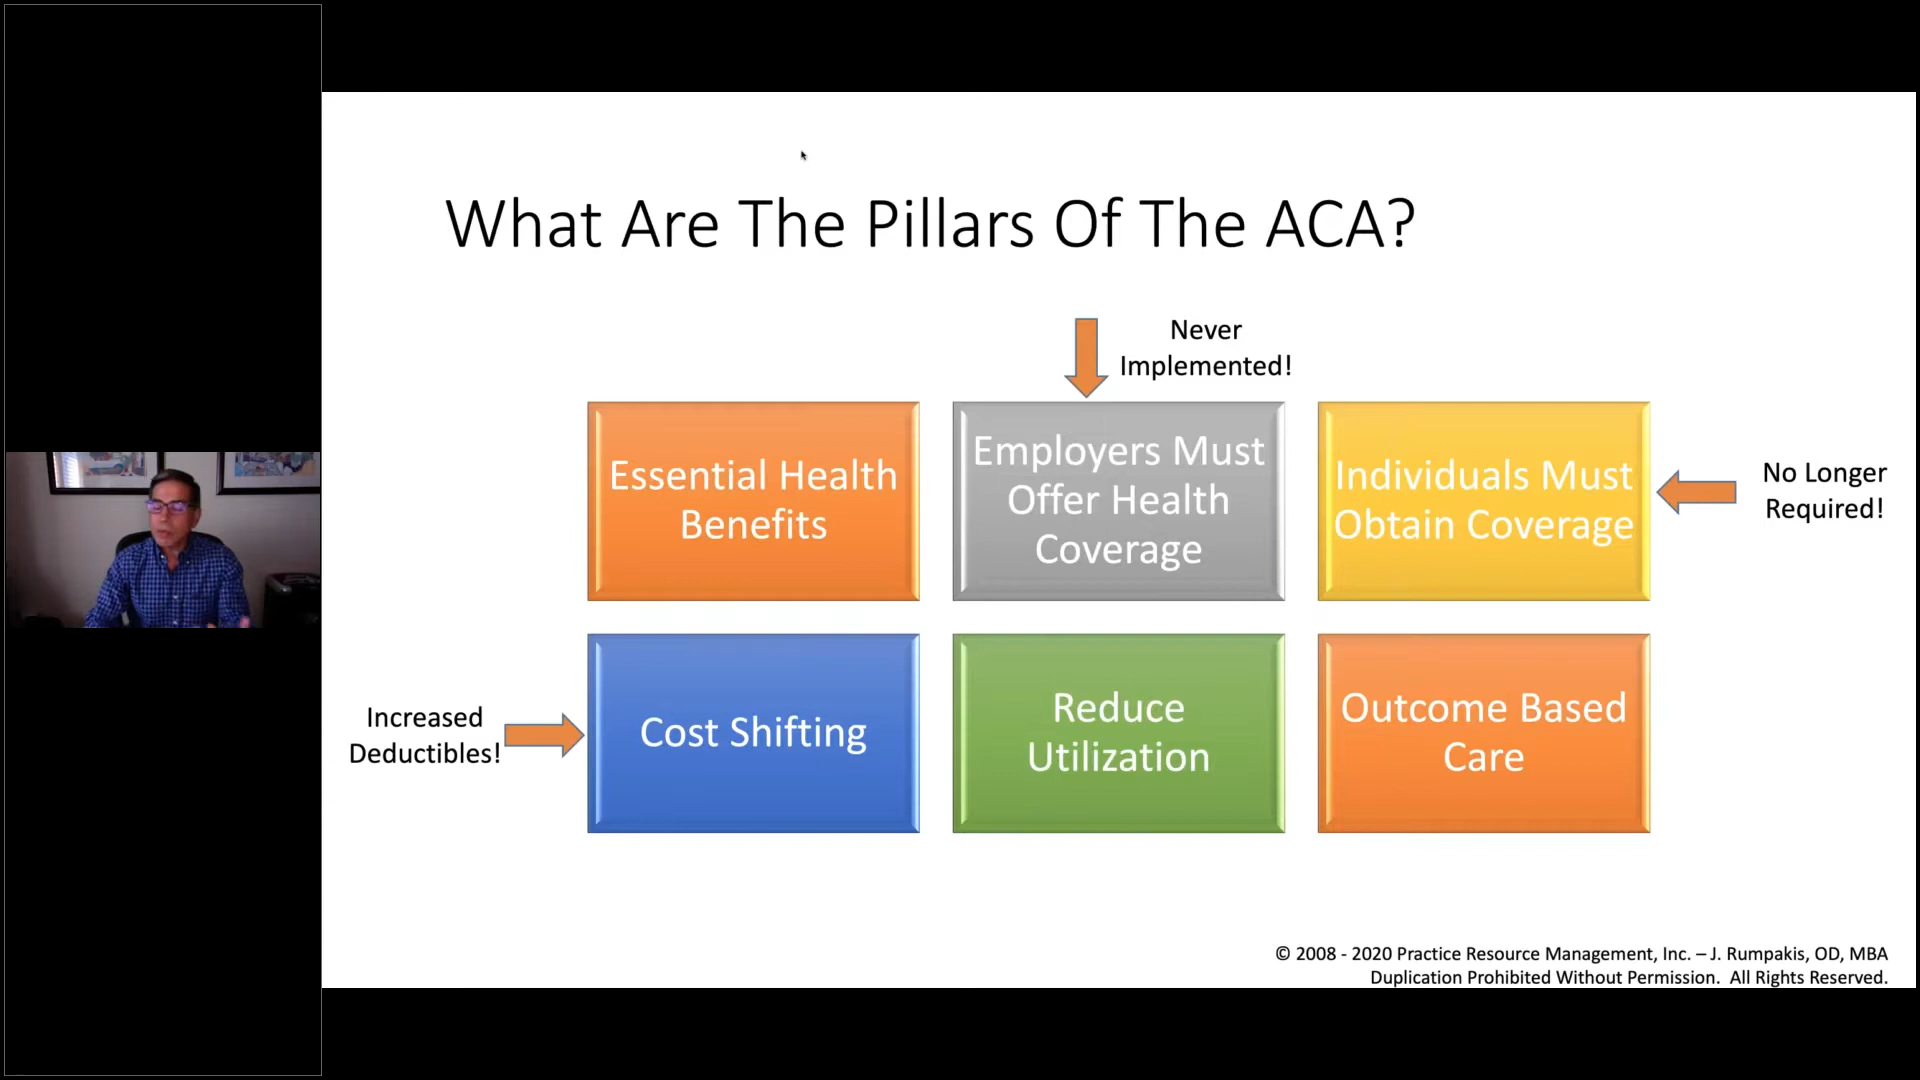 What Are The Pillars Of The ACA?
Never
Implemented!
Essential Health
Benefits
Employers Must
Offer Health
Coverage
Individuals Must
Obtain Coverage
No Longer
Required!
Increased
Deductibles!
Cost Shifting
Reduce
Utilization
Outcome Based
Care
© 2008 - 2020 Practice Resource Management, Inc. – J. Rumpakis, OD, MBA
Duplication Prohibited Without Permission. All Rights Reserved.